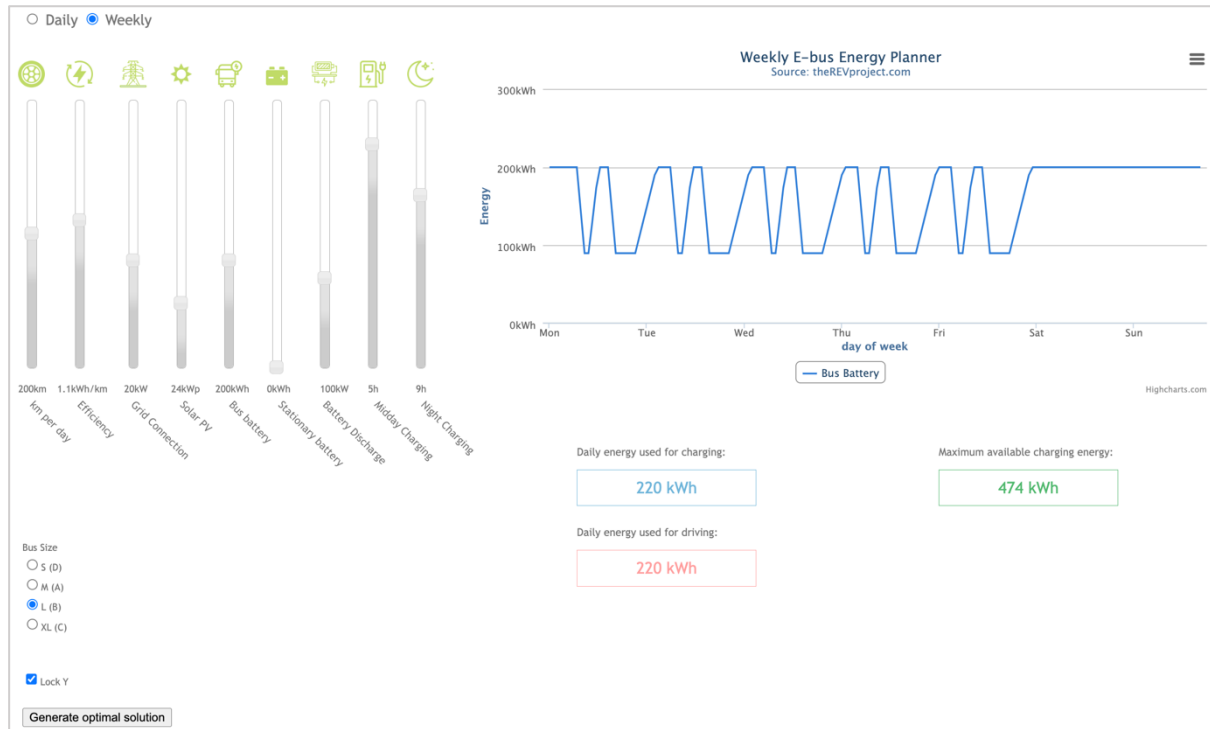 Daily Weekly
Weekly E-bus Energy Planner
Source: theREVproject.com
300kWh
200kWh
100kWh
0kWh
Energy
Mon Tue Wed Thu Fri Sat Sun
day of week
Bus Battery
Highcharts.com
200km 1.1kWh/km 20kW 24kWp 200kWh 0kWh 100kW 5h 9h
km per day
Efficiency
Grid Connection
Solar PV
Bus battery
Stationary battery
Battery Discharge
Midday Charging
Night Charging
Daily energy used for charging:
220 kWh
Maximum available charging energy:
474 kWh
Daily energy used for driving:
220 kWh
Bus Size
S (D)
M (A)
L (B)
XL (C)
Lock Y
Generate optimal solution